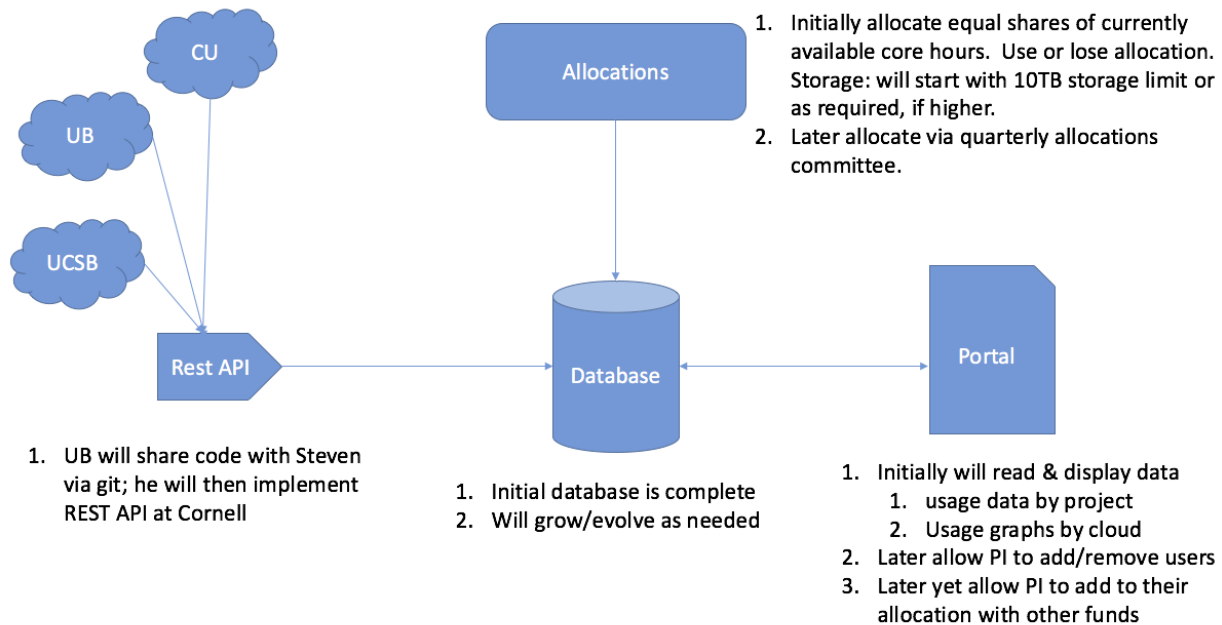 CU
UB
UCSB
Allocations
1. Initially allocate equal shares of currently
available core hours.  Use or lose allocation.
Storage: will start with 10TB storage limit or
as required, if higher.
2. Later allocate via quarterly allocations
committee.
Rest API
Database
Portal
1. UB will share code with Steven
via git; he will then implement
REST API at Cornell
1. Initial database is complete
2. Will grow/evolve as needed
1. Initially will read & display data
1. usage data by project
2. Usage graphs by cloud
2. Later allow PI to add/remove users
3. Later yet allow PI to add to their
allocation with other funds